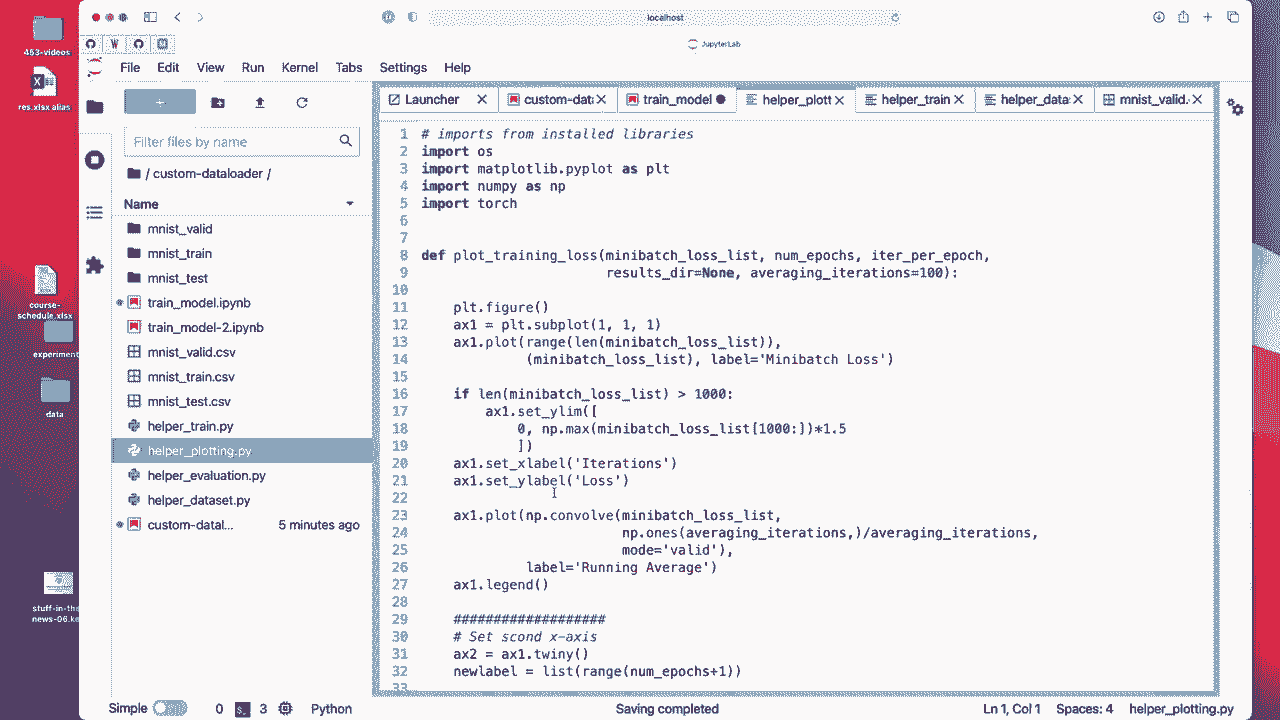 localhost
JupyterLab
File Edit View Run Kernel Tabs Settings Help
Launcher
custom-dat
train_model
helper_plott
helper_train
helper_data
mnist_valid.
Filter files by name
/ custom-dataloader /
Name
mnist_valid
mnist_train
mnist_test
train_model.ipynb
train_model-2.ipynb
mnist_valid.csv
mnist_train.csv
mnist_test.csv
helper_train.py
helper_plotting.py
helper_evaluation.py
helper_dataset.py
custom-datal... 5 minutes ago
1 # imports from installed libraries
2 import os
3 import matplotlib.pyplot as plt
4 import numpy as np
5 import torch
6
7
8 def plot_training_loss(minibatch_loss_list, num_epochs, iter_per_epoch,
9 results_dir=None, averaging_iterations=100):
10
11 plt.figure()
12 ax1 = plt.subplot(1, 1, 1)
13 ax1.plot(range(len(minibatch_loss_list)),
14 (minibatch_loss_list), label='Minibatch Loss')
15
16 if len(minibatch_loss_list) > 1000:
17 ax1.set_ylim([
18 0, np.max(minibatch_loss_list[1000:])*1.5
19 ])
20 ax1.set_xlabel('Iterations')
21 ax1.set_ylabel('Loss')
22
23 ax1.plot(np.convolve(minibatch_loss_list,
24 np.ones(averaging_iterations,)/averaging_iterations,
25 mode='valid'),
26 label='Running Average')
27 ax1.legend()
28
29 ###################
30 # Set scond x-axis
31 ax2 = ax1.twiny()
32 newlabel = list(range(num_epochs+1))
33
Simple 0 3 Python Saving completed Ln 1, Col 1 Spaces: 4 helper_plotting.py
453-videos
res.xlsx alias
course-
schedule.xlsx
experiment
data
stuff-in-the
news-06.ke